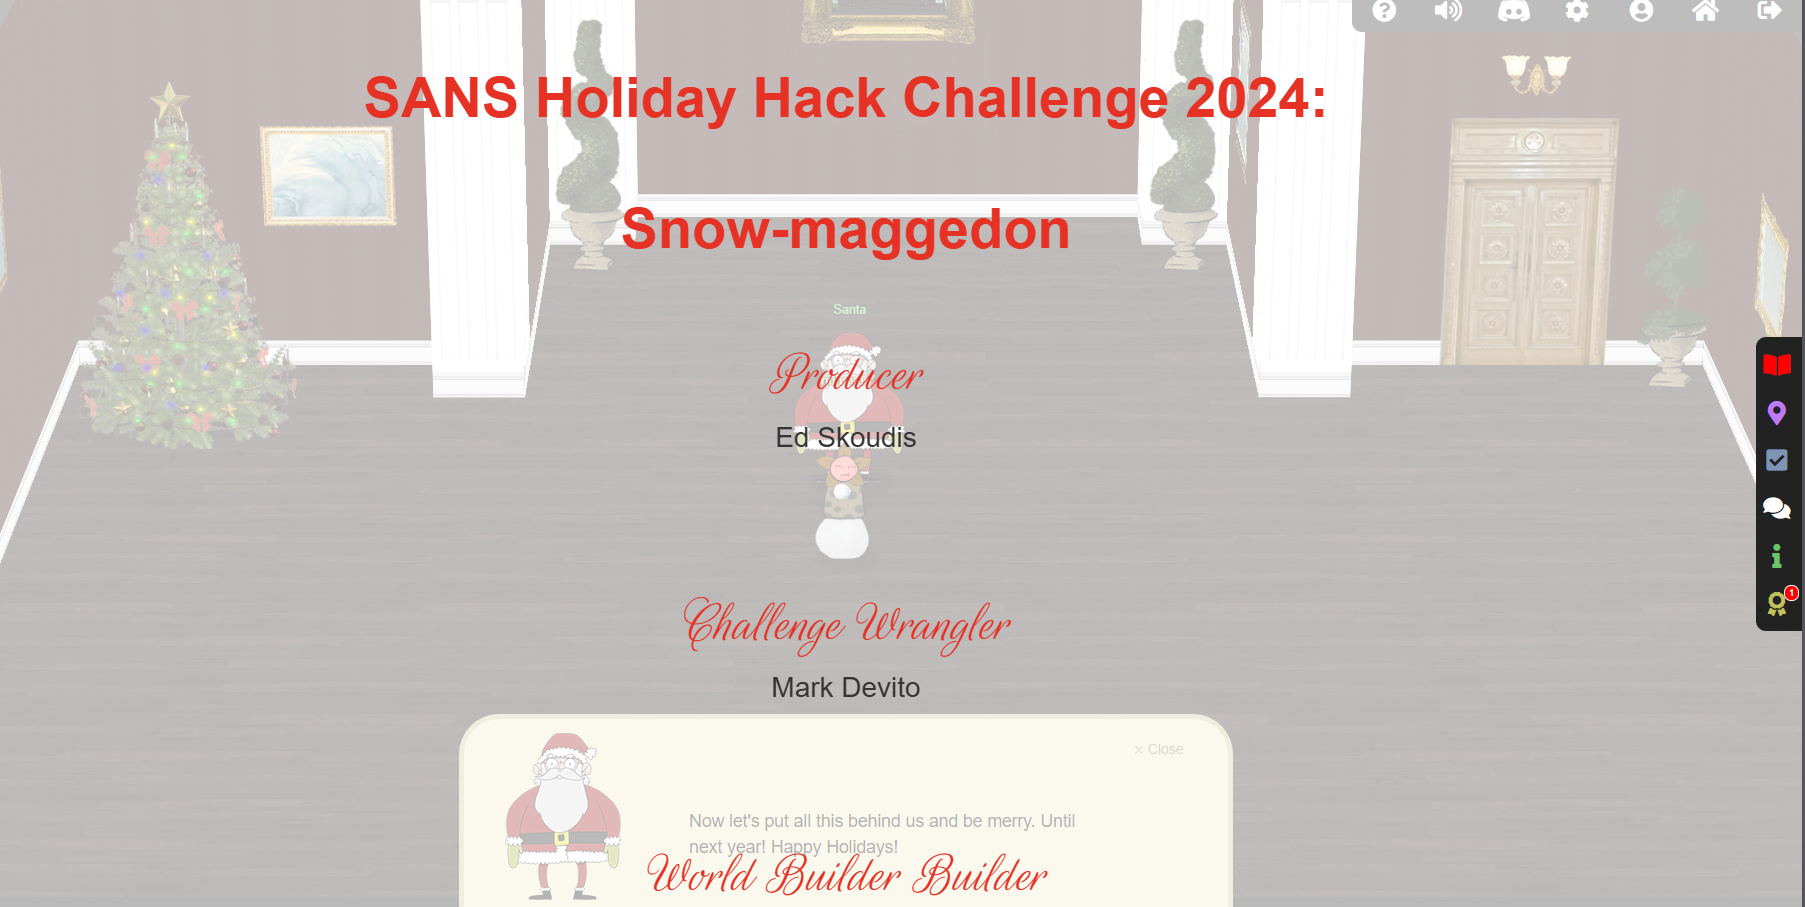 SANS Holiday Hack Challenge 2024:
Snow-maggedon
Santa
Producer
Ed Skoudis
Challenge Wrangler
Mark Devito
× Close
Now let's put all this behind us and be merry. Until
next year! Happy Holidays!
World Builder Builder
1